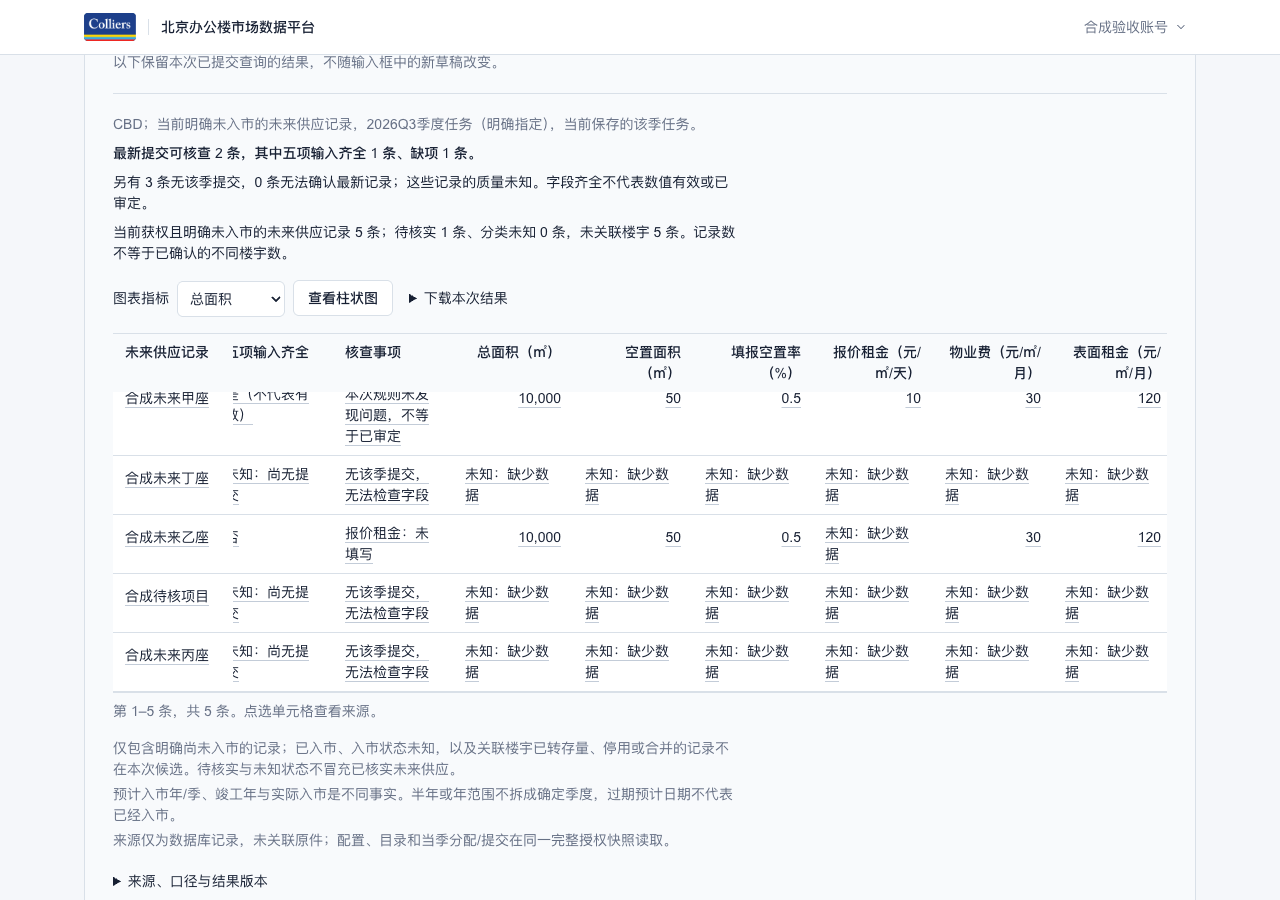 Colliers 北京办公楼市场数据平台 合成验收账号
以下保留本次已提交查询的结果，不随输入框中的新草稿改变。
CBD；当前明确未入市的未来供应记录，2026Q3季度任务（明确指定），当前保存的该季任务。
最新提交可核查 2 条，其中五项输入齐全 1 条、缺项 1 条。
另有 3 条无该季提交，0 条无法确认最新记录；这些记录的质量未知。字段齐全不代表数值有效或已
审定。
当前获权且明确未入市的未来供应记录 5 条；待核实 1 条、分类未知 0 条，未关联楼宇 5 条。记录数
不等于已确认的不同楼宇数。
图表指标 总面积 查看柱状图 ▶ 下载本次结果
未来供应记录 五项输入齐全 核查事项 总面积（㎡） 空置面积 填报空置率 报价租金（元/ 物业费（元/㎡/ 表面租金（元/
（㎡） （%） ㎡/天） 月） ㎡/月）
合成未来甲座 （不代表有 本次规则未发 10,000 50 0.5 10 30 120
效） 现问题，不等
于已审定
合成未来丁座 未知：尚无提 无该季提交， 未知：缺少数 未知：缺少数 未知：缺少数 未知：缺少数 未知：缺少数 未知：缺少数
交 无法检查字段 据 据 据 据 据 据
合成未来乙座 否 报价租金：未 10,000 50 0.5 未知：缺少数 30 120
填写 据
合成待核项目 未知：尚无提 无该季提交， 未知：缺少数 未知：缺少数 未知：缺少数 未知：缺少数 未知：缺少数 未知：缺少数
交 无法检查字段 据 据 据 据 据 据
合成未来丙座 未知：尚无提 无该季提交， 未知：缺少数 未知：缺少数 未知：缺少数 未知：缺少数 未知：缺少数 未知：缺少数
交 无法检查字段 据 据 据 据 据 据
第 1–5 条，共 5 条。点选单元格查看来源。
仅包含明确尚未入市的记录；已入市、入市状态未知，以及关联楼宇已转存量、停用或合并的记录不
在本次候选。待核实与未知状态不冒充已核实未来供应。
预计入市年/季、竣工年与实际入市是不同事实。半年或年范围不拆成确定季度，过期预计日期不代表
已经入市。
来源仅为数据库记录，未关联原件；配置、目录和当季分配/提交在同一完整授权快照读取。
▶ 来源、口径与结果版本